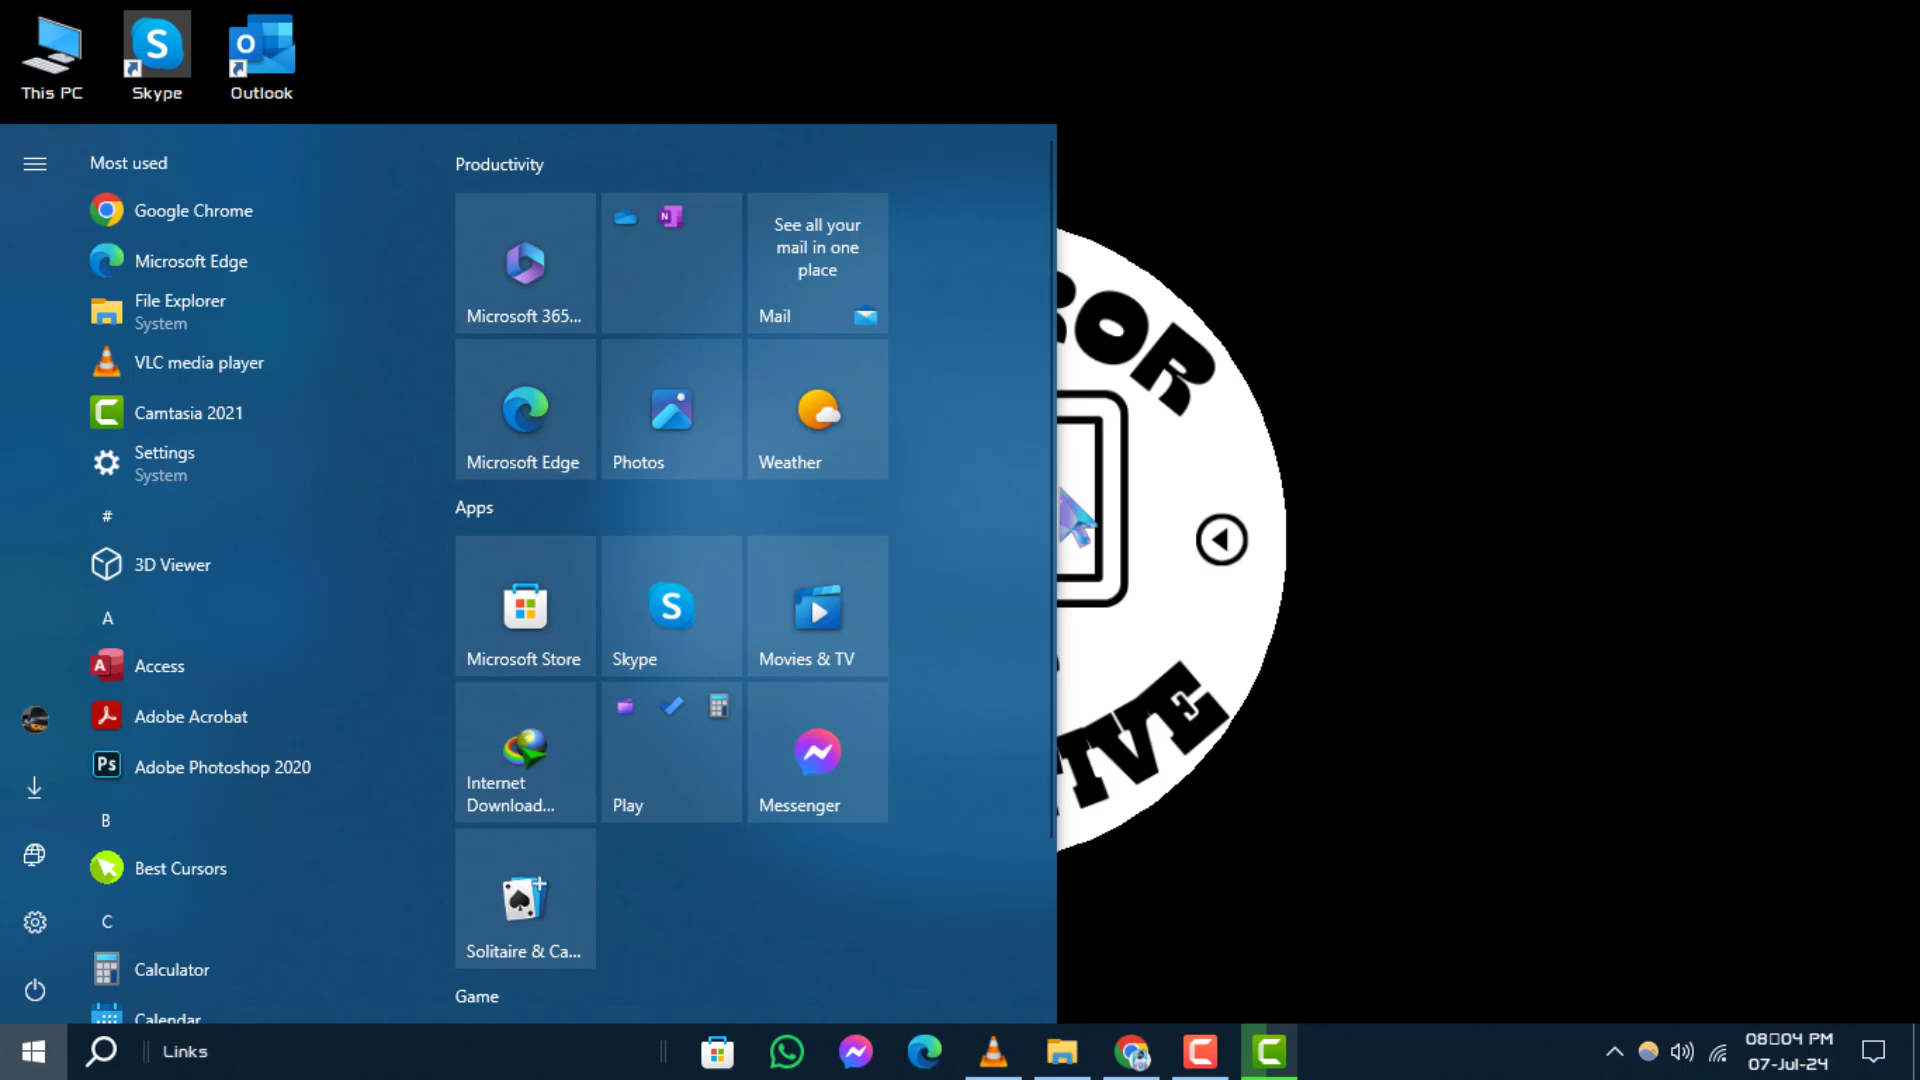 This PC
Skype
Outlook
Most used
Google Chrome
Microsoft Edge
File Explorer
System
VLC media player
Camtasia 2021
Settings
System
#
3D Viewer
A
Access
Adobe Acrobat
Adobe Photoshop 2020
B
Best Cursors
C
Calculator
Calendar
Productivity
Microsoft 365...
See all your
mail in one
place
Mail
Microsoft Edge
Photos
Weather
Apps
Microsoft Store
Skype
Movies & TV
Internet
Download...
Play
Messenger
Solitaire & Ca...
Game
OR
TIVE
Links
08□04 PM
07-Jul-24